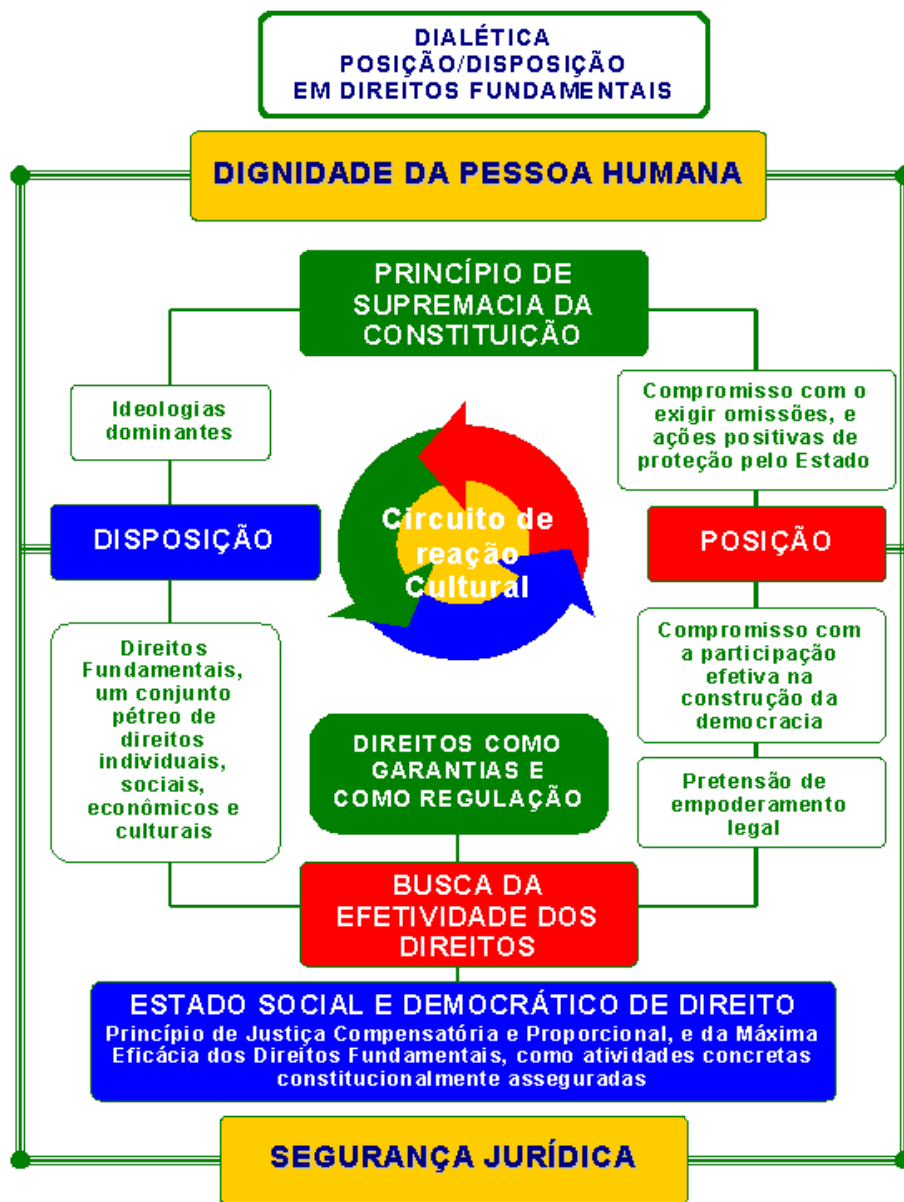 DIALÉTICA
POSIÇÃO/DISPOSIÇÃO
EM DIREITOS FUNDAMENTAIS
DIGNIDADE DA PESSOA HUMANA
PRINCÍPIO DE
SUPREMACIA DA
CONSTITUIÇÃO
Ideologias
dominantes
Compromisso com o
exigir omissões, e
ações positivas de
proteção pelo Estado
DISPOSIÇÃO
Circuito de
reação
Cultural
POSIÇÃO
Direitos
Fundamentais,
um conjunto
pétreo de
direitos
individuais,
sociais,
econômicos e
culturais
Compromisso com
a participação
efetiva na
construção da
democracia
DIREITOS COMO
GARANTIAS E
COMO REGULAÇÃO
Pretensão de
empoderamento
legal
BUSCA DA
EFETIVIDADE DOS
DIREITOS
ESTADO SOCIAL E DEMOCRÁTICO DE DIREITO
Princípio de Justiça Compensatória e Proporcional, e da Máxima
Eficácia dos Direitos Fundamentais, como atividades concretas
constitucionalmente asseguradas
SEGURANÇA JURÍDICA